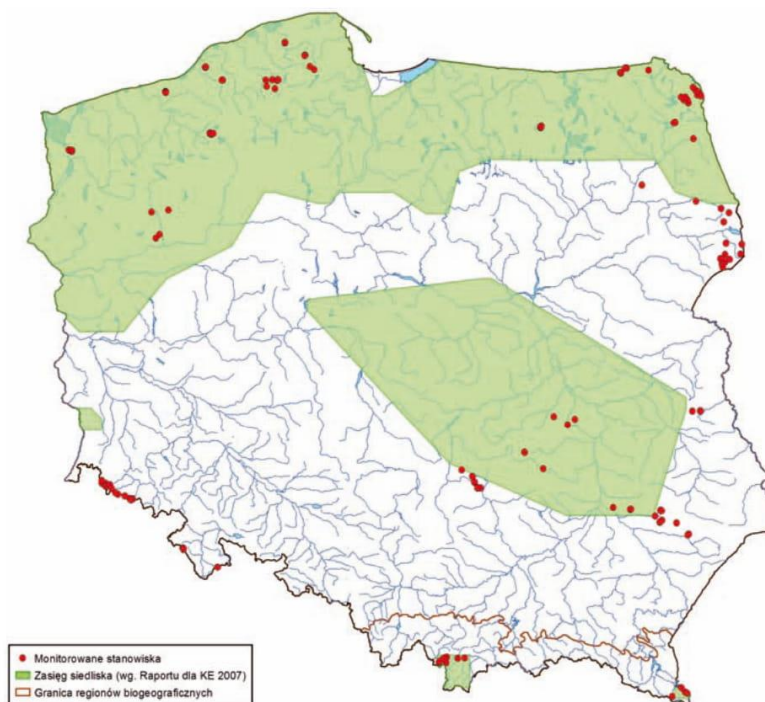 Monitorowane stanowiska
Zasięg siedliska (wg. Raportu dla KE 2007)
Granica regionów biogeograficznych